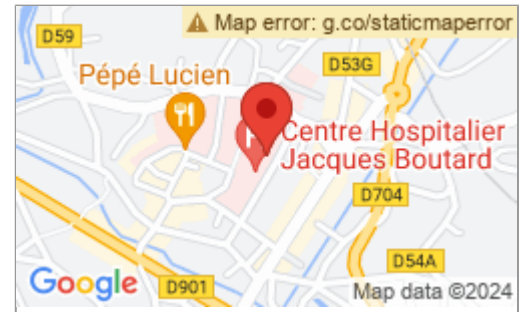 Map error: g.co/staticmaperror
D59
D53G
Pépé Lucien
H
Centre Hospitalier
Jacques Boutard
D704
D54A
Google
D901
Map data ©2024